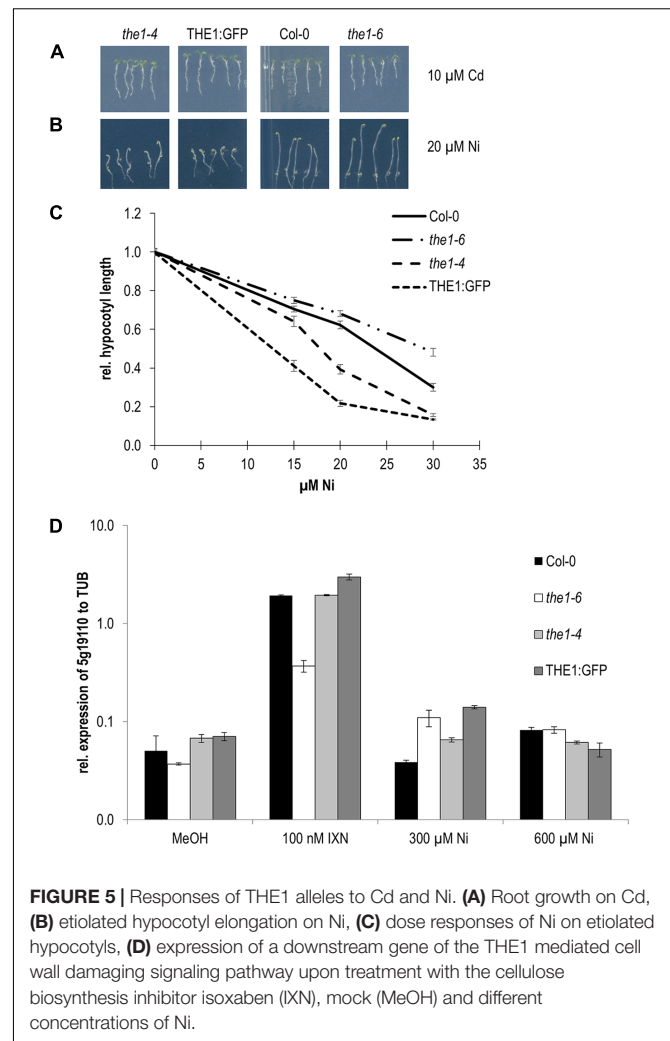 the1-4 THE1:GFP Col-0 the1-6
A
10 µM Cd
B
20 µM Ni
C
1.2
1.0
0.8
0.6
0.4
0.2
0.0
rel. hypocotyl length
0 5 10 15 20 25 30 35
µM Ni
Col-0
the1-6
the1-4
THE1:GFP
D
10.0
1.0
0.1
0.0
rel. expression of 5g19110 to TUB
MeOH 100 nM IXN 300 µM Ni 600 µM Ni
Col-0
the1-6
the1-4
THE1:GFP
FIGURE 5 | Responses of THE1 alleles to Cd and Ni. (A) Root growth on Cd,
(B) etiolated hypocotyl elongation on Ni, (C) dose responses of Ni on etiolated
hypocotyls, (D) expression of a downstream gene of the THE1 mediated cell
wall damaging signaling pathway upon treatment with the cellulose
biosynthesis inhibitor isoxaben (IXN), mock (MeOH) and different
concentrations of Ni.